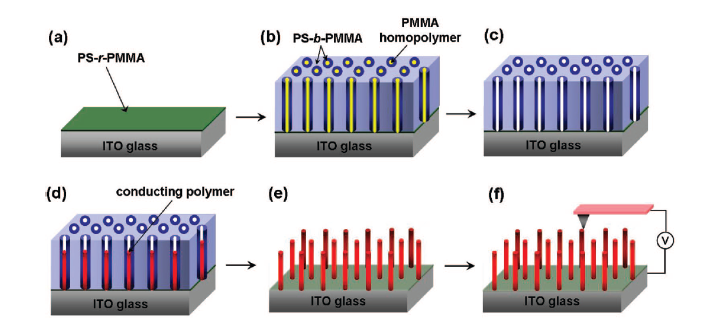 (a)
PS-r-PMMA
ITO glass
(b)
PS-b-PMMA
PMMA
homopolymer
ITO glass
(c)
ITO glass
(d)
conducting polymer
ITO glass
(e)
ITO glass
(f)
V
ITO glass